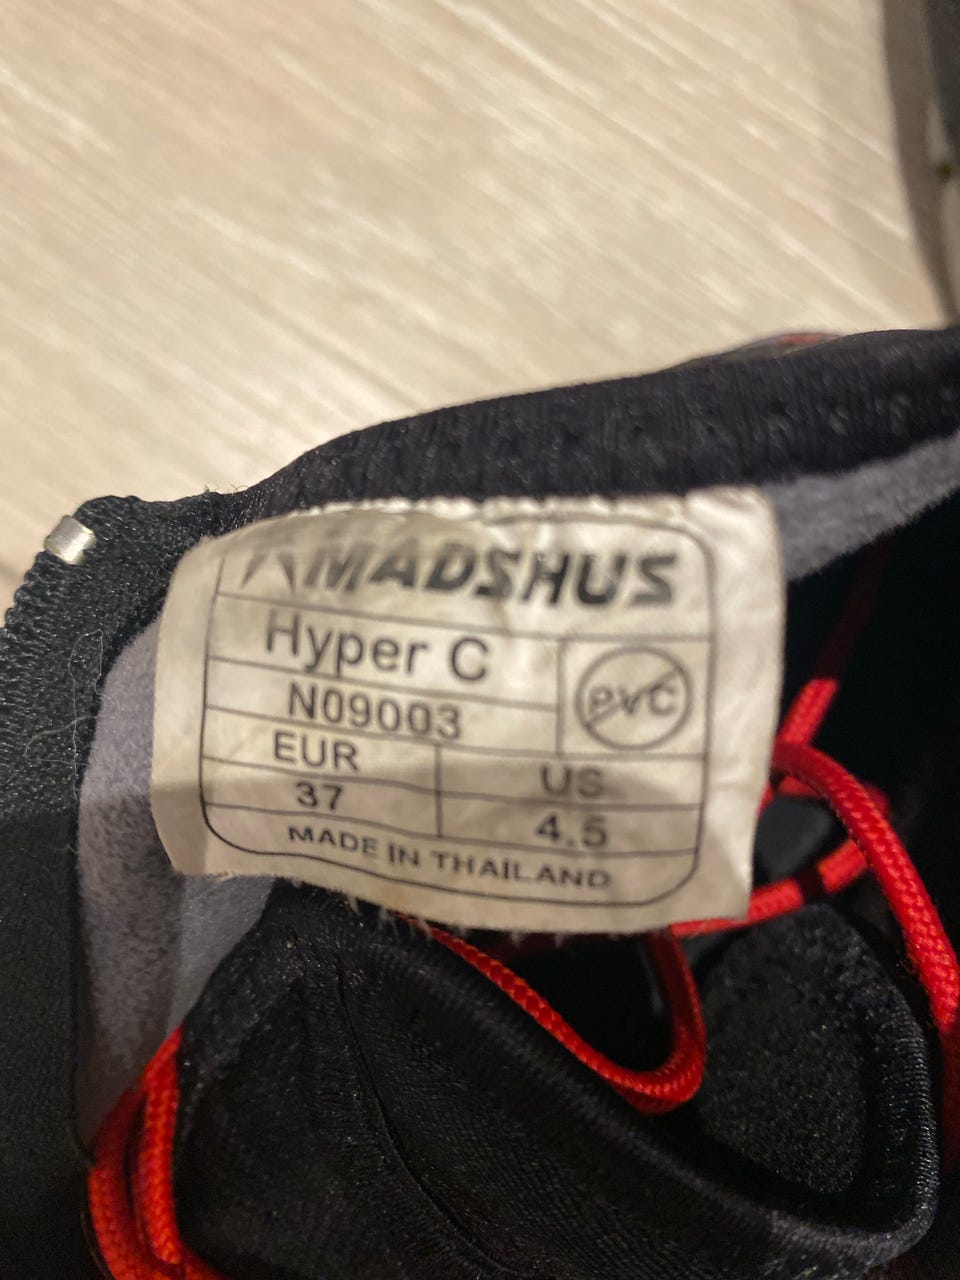 MADSHUS
Hyper C
PVC
N09003
EUR
US
37
4.5
MADE IN THAILAND